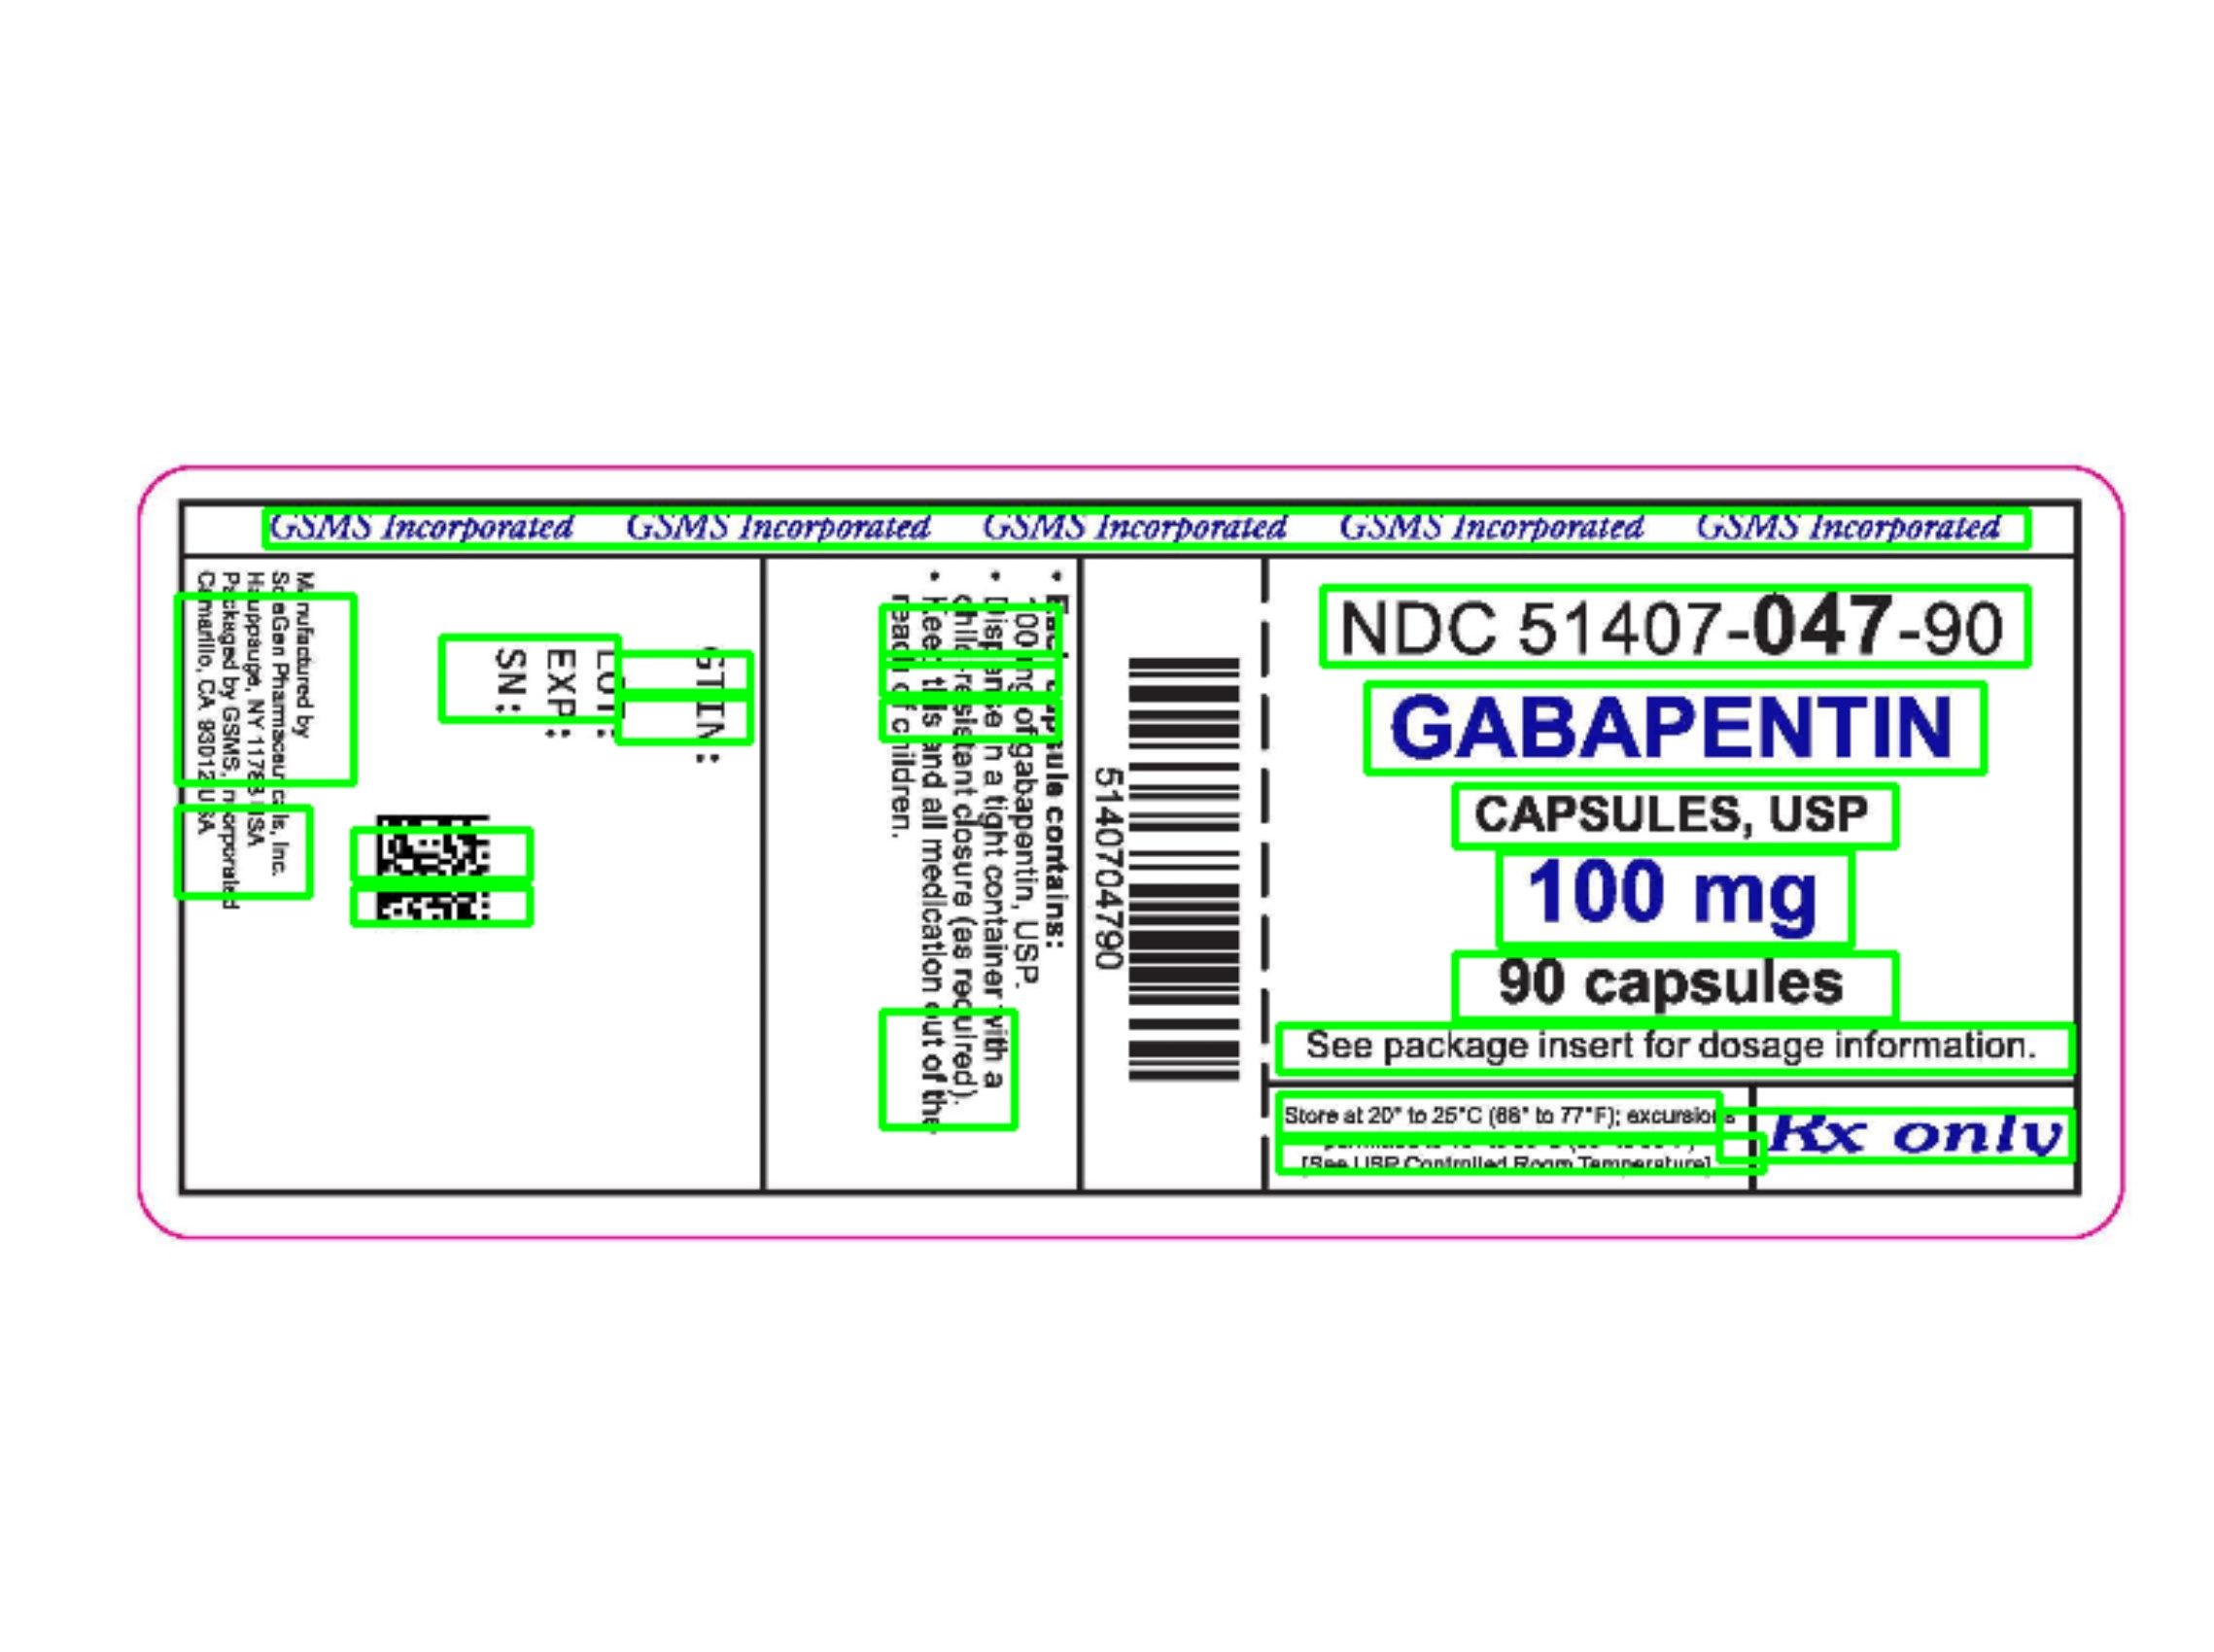 GSMS Incorporated GSMS Incorporated GSMS Incorporated GSMS Incorporated GSMS Incorporated
NDC 51407-047-90
GABAPENTIN
CAPSULES, USP
100 mg
90 capsules
See package insert for dosage information.
Store at 20° to 25°C (68° to 77°F); excursions
[See USP Controlled Room Temperature]
Rx only
5140704790
• Each capsule contains:
100 mg of gabapentin, USP.
• Dispense in a tight container with a
child-resistant closure (as required).
• Keep this and all medication out of the
reach of children.
GTIN:
LOT:
EXP:
SN:
Manufactured by
Pharmaceuticals, Inc.
Hauppauge, NY 11788 USA
Packaged by GSMS, Incorporated
Camarillo, CA 93012 USA